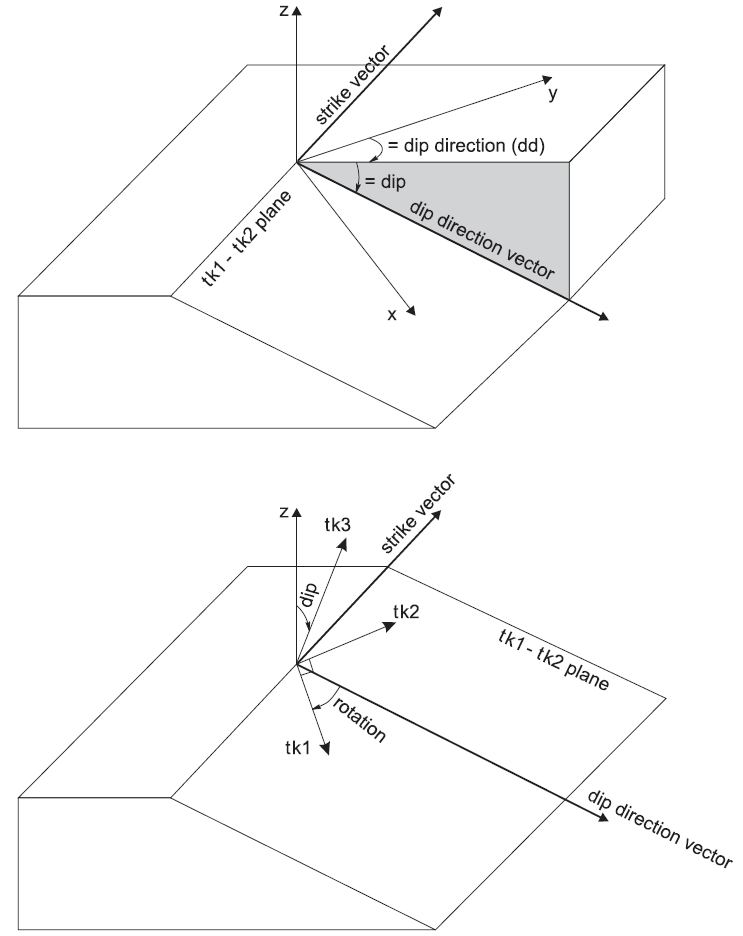 z
strike vector
y
= dip direction (dd)
= dip
dip direction vector
tk1 - tk2 plane
x
z
tk3
strike vector
dip
tk2
tk1 - tk2 plane
rotation
tk1
dip direction vector